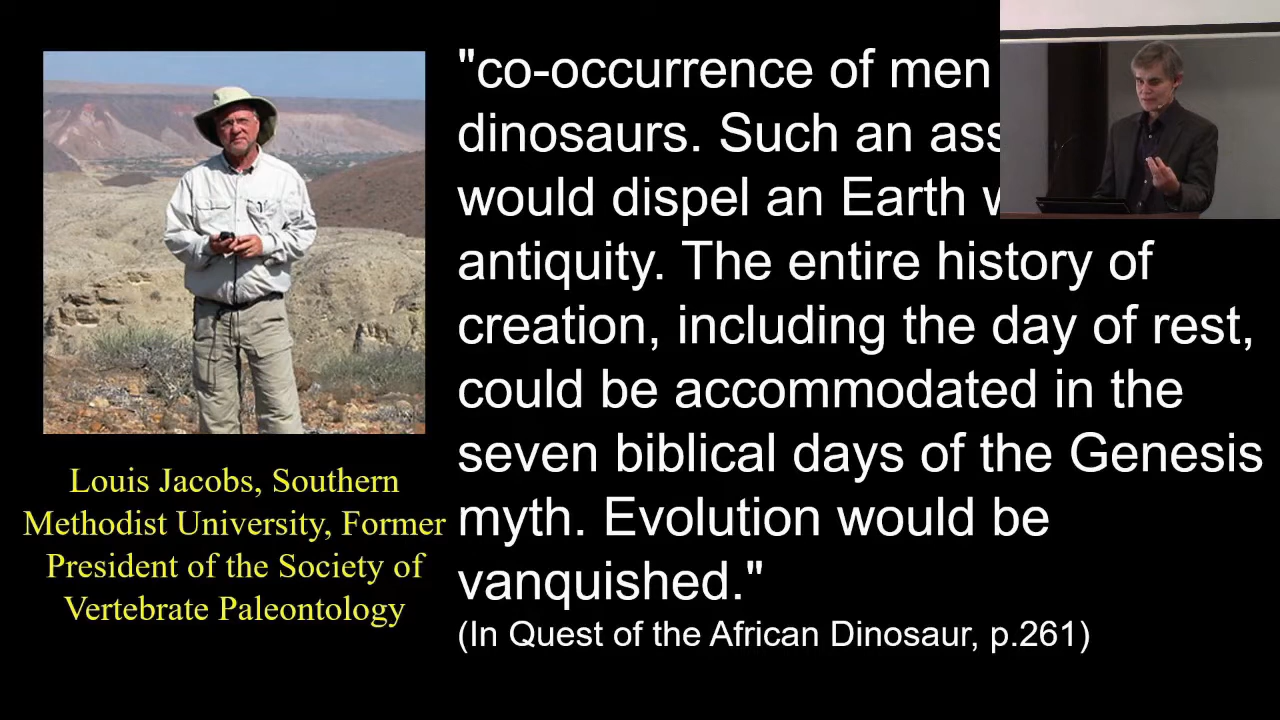 "co-occurrence of men
dinosaurs. Such an
would dispel an Earth
antiquity. The entire history of
creation, including the day of rest,
could be accommodated in the
seven biblical days of the Genesis
myth. Evolution would be
vanquished."
(In Quest of the African Dinosaur, p.261)
Louis Jacobs, Southern
Methodist University, Former
President of the Society of
Vertebrate Paleontology